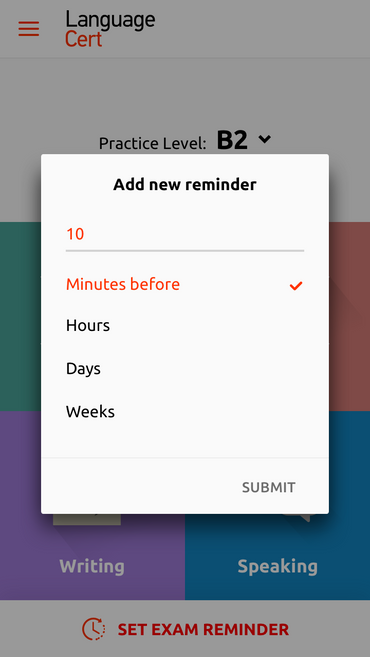 Language
Cert
Practice Level: B2
Add new reminder
10
Minutes before
Hours
Days
Weeks
SUBMIT
Writing
Speaking
SET EXAM REMINDER